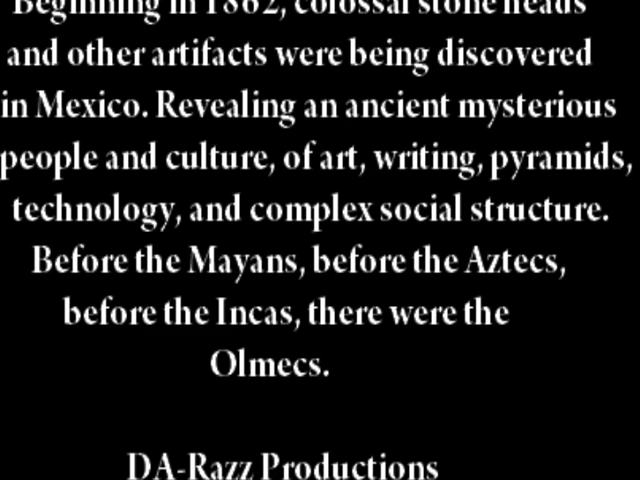 Beginning in 1862, colossal stone heads
and other artifacts were being discovered
in Mexico. Revealing an ancient mysterious
people and culture, of art, writing, pyramids,
technology, and complex social structure.
Before the Mayans, before the Aztecs,
before the Incas, there were the
Olmecs.
DA-Razz Productions